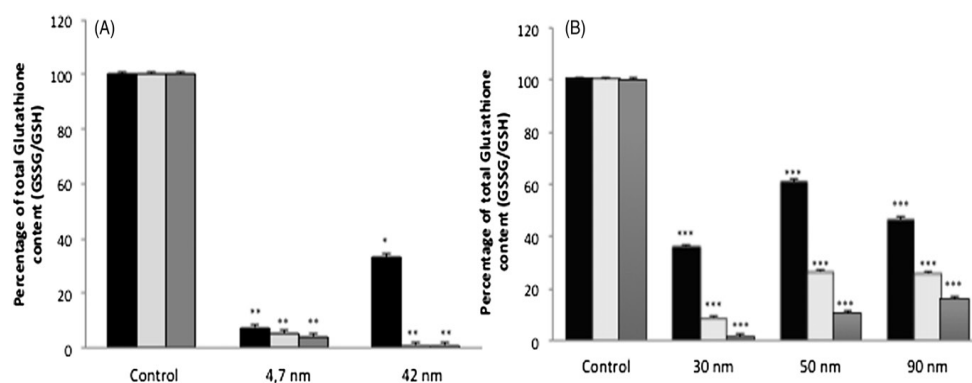 (A)
Percentage of total Glutathione
content (GSSG/GSH)
120
100
80
60
40
20
0
**
**
**
*
**
**
Control
4,7 nm
42 nm
(B)
Percentage of total Glutathione
content (GSSG/GSH)
120
100
80
60
40
20
0
***
***
***
***
***
***
***
***
***
Control
30 nm
50 nm
90 nm